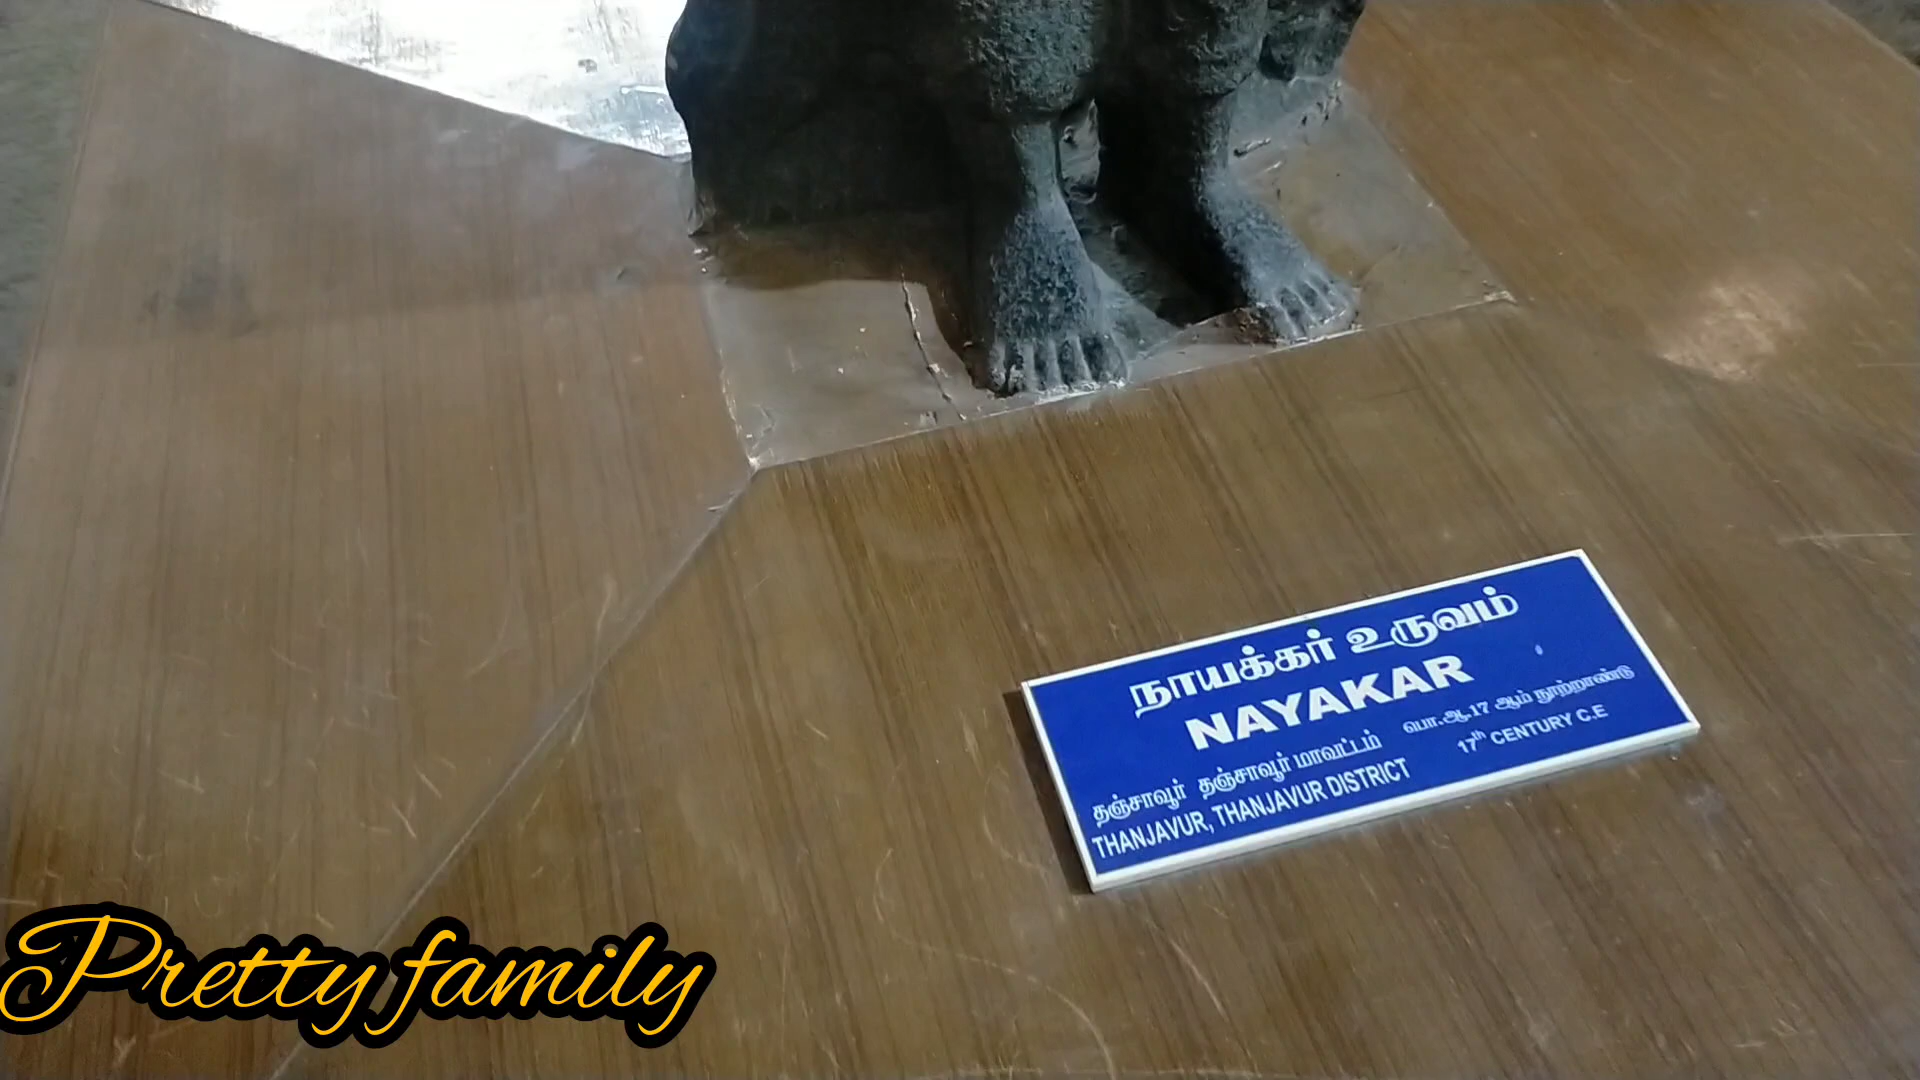 நாயக்கர் உருவம்
NAYAKAR
தஞ்சாவூர் தஞ்சாவூர் மாவட்டம் பொ.ஆ.17 ஆம் நூற்றாண்டு
THANJAVUR, THANJAVUR DISTRICT 17th CENTURY C.E
Pretty family